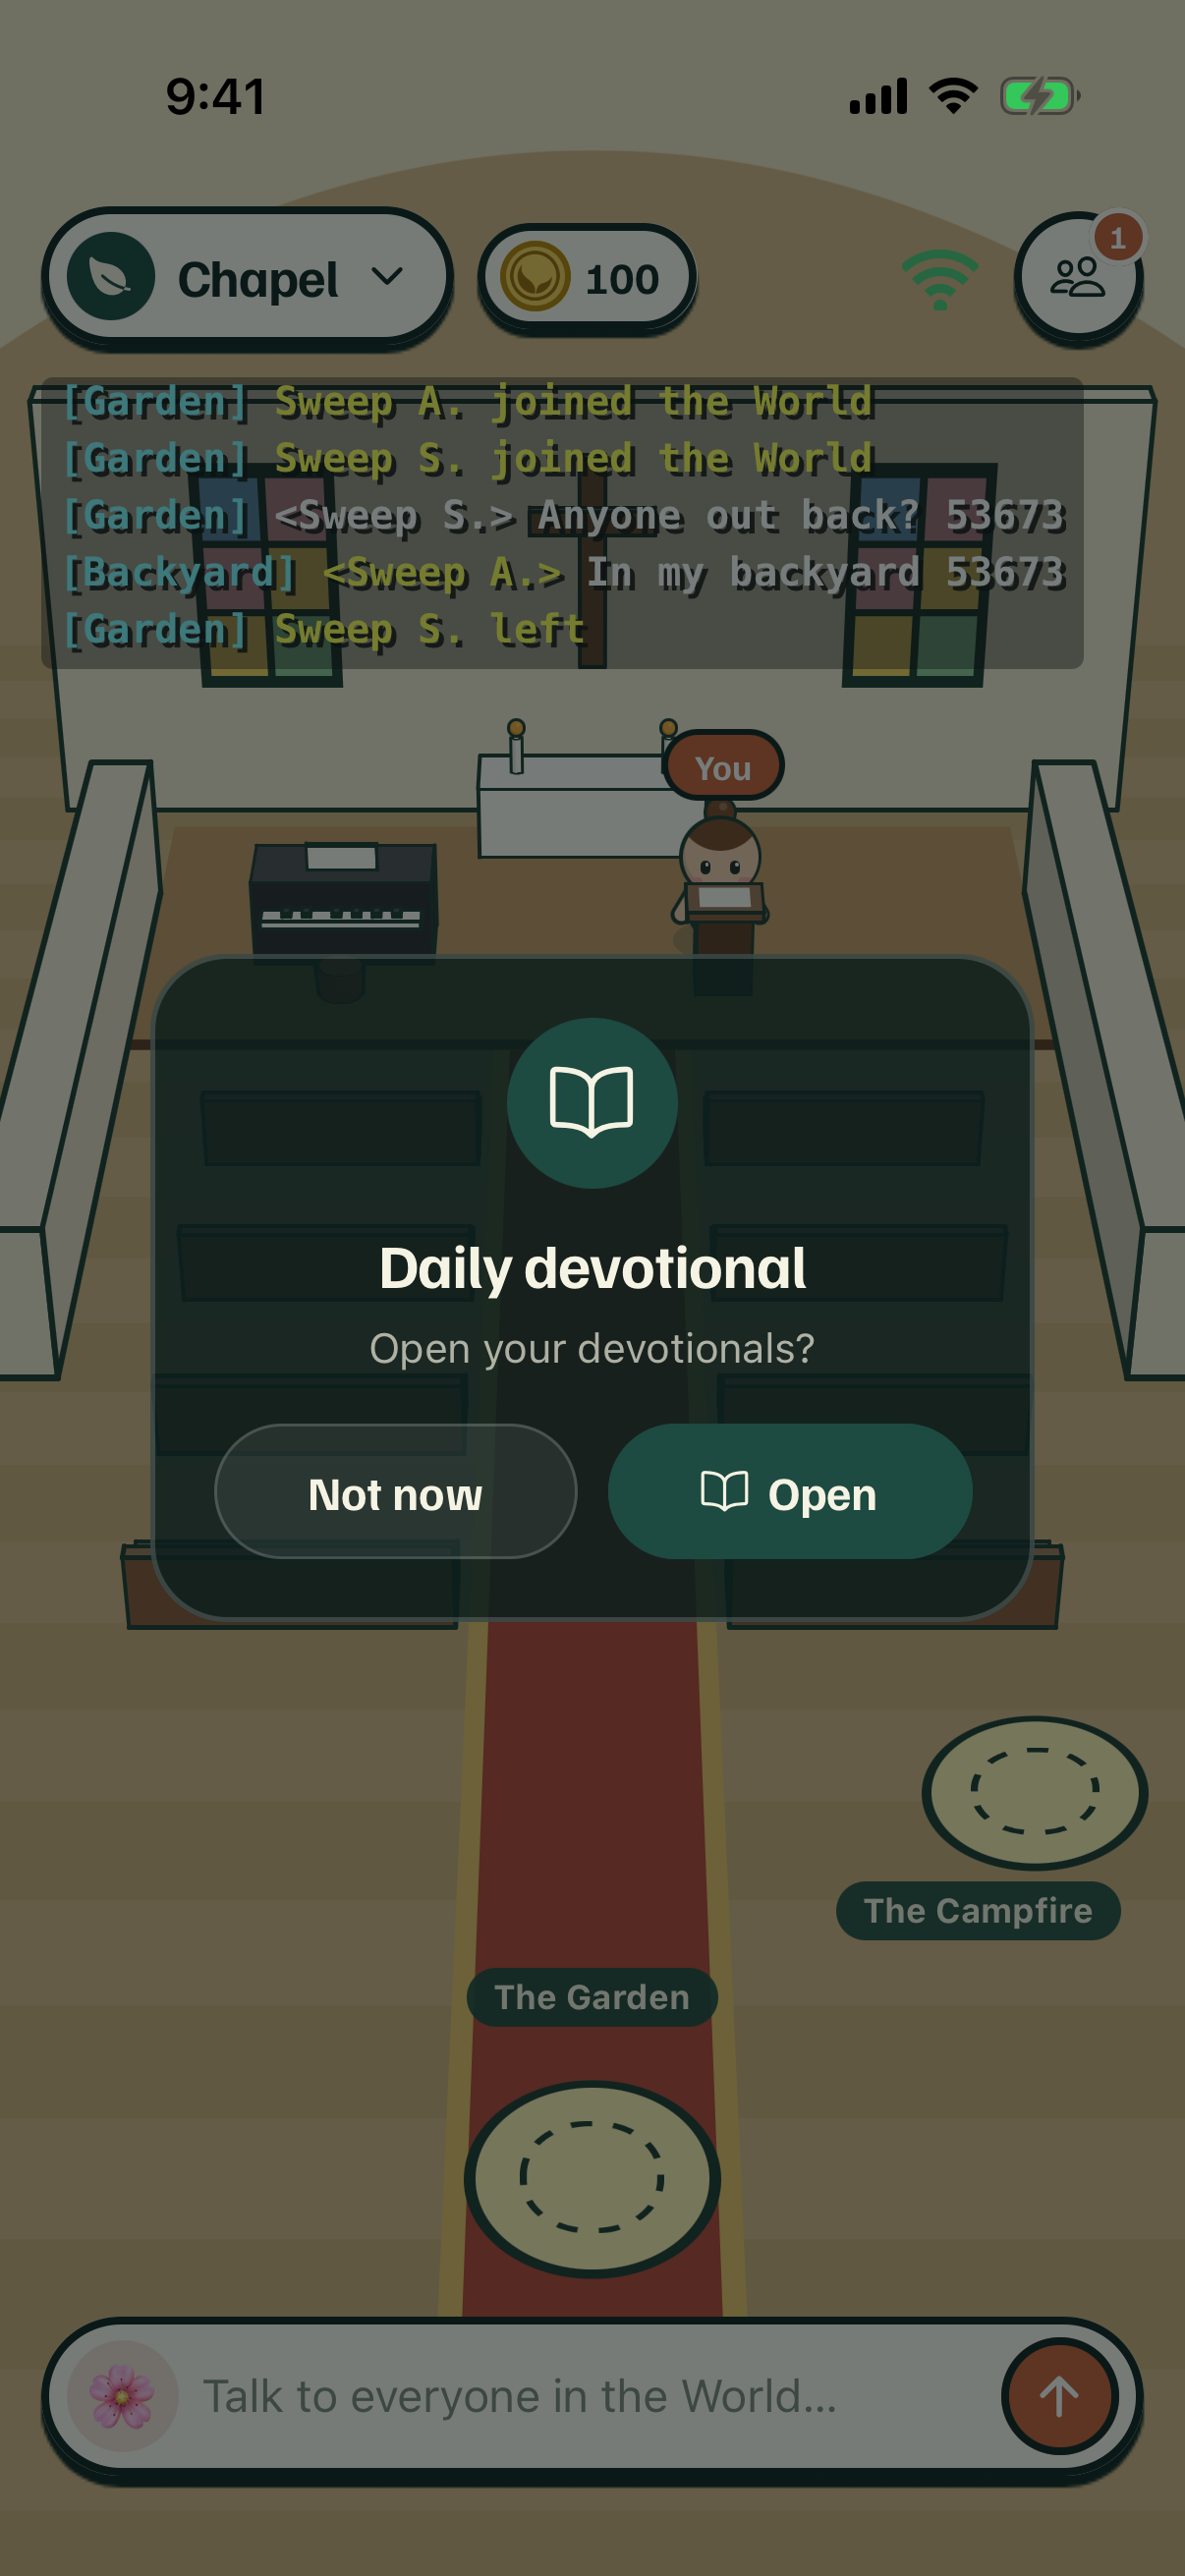 9:41
Chapel
100
1
[Garden] Sweep A. joined the World
[Garden] Sweep S. joined the World
[Garden] <Sweep S.> Anyone out back? 53673
[Backyard] <Sweep A.> In my backyard 53673
[Garden] Sweep S. left
You
Daily devotional
Open your devotionals?
Not now
Open
The Campfire
The Garden
Talk to everyone in the World...